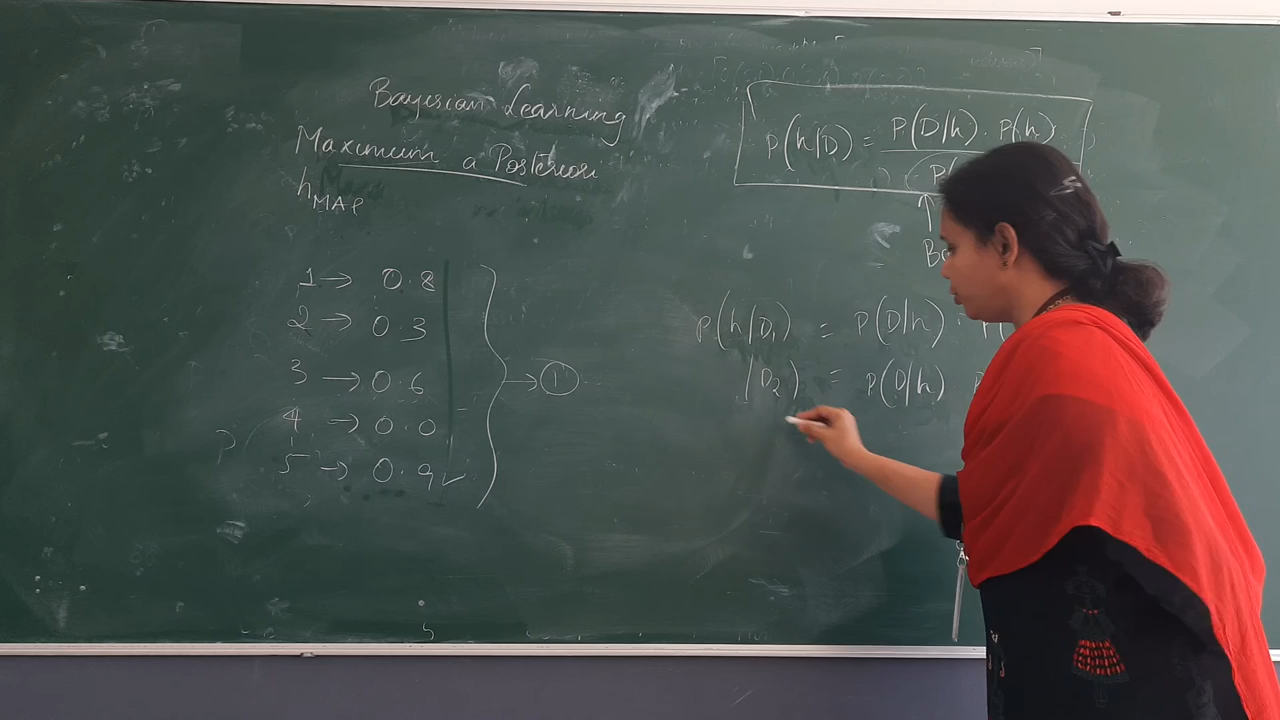 Bayesian Learning
Maximum a Posteriori
hMAP
1 → 0.8
2 → 0.3
3 → 0.6
4 → 0.0
5 → 0.9 ✓
→ 1
P(h/D) = P(D/h) . P(h)
P(
P(h/D₁) = P(D/h) .
/D₂) = P(D/h)